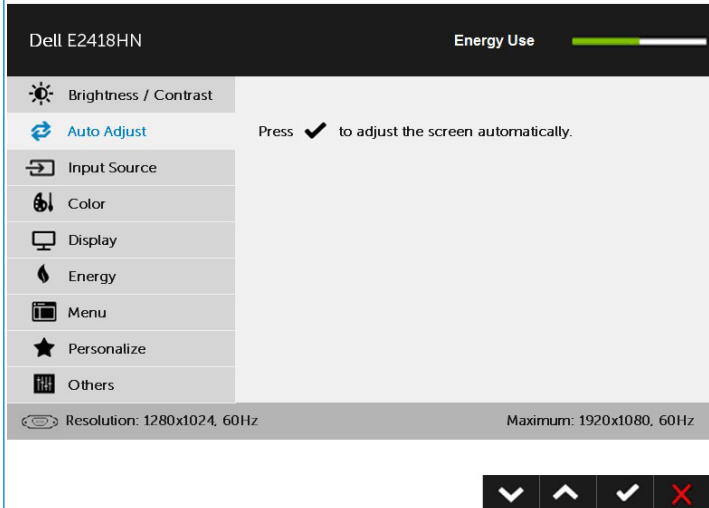 Dell E2418HN
Energy Use
Brightness / Contrast
Auto Adjust
Press ✔ to adjust the screen automatically.
Input Source
Color
Display
Energy
Menu
Personalize
Others
Resolution: 1280x1024, 60Hz
Maximum: 1920x1080, 60Hz